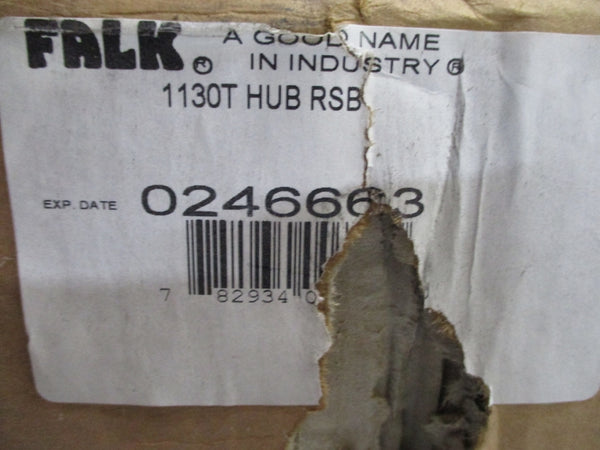 FALK ® A GOOD NAME
IN INDUSTRY ®
1130T HUB RSB
EXP. DATE 0246663
7 82934 0